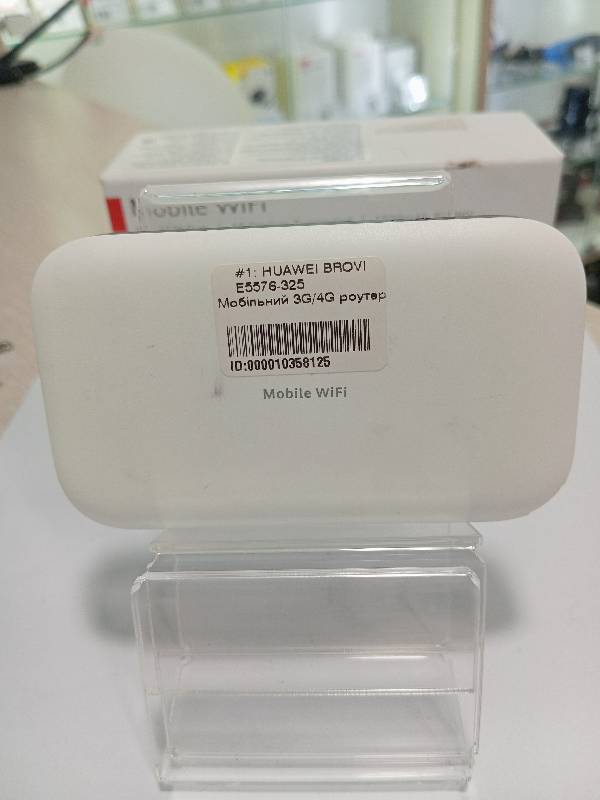 Mobile WiFi
#1: HUAWEI BROVI
E5576-325
Мобільний 3G/4G роутер
ID:000010358125
Mobile WiFi